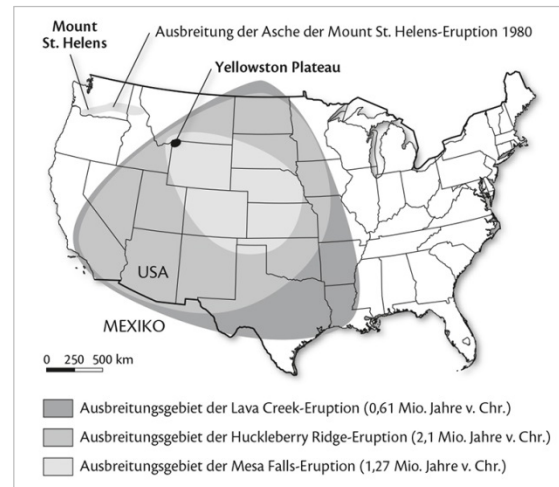 Mount
St. Helens
Ausbreitung der Asche der Mount St. Helens-Eruption 1980
Yellowston Plateau
USA
MEXIKO
0 250 500 km
Ausbreitungsgebiet der Lava Creek-Eruption (0,61 Mio. Jahre v. Chr.)
Ausbreitungsgebiet der Huckleberry Ridge-Eruption (2,1 Mio. Jahre v. Chr.)
Ausbreitungsgebiet der Mesa Falls-Eruption (1,27 Mio. Jahre v. Chr.)